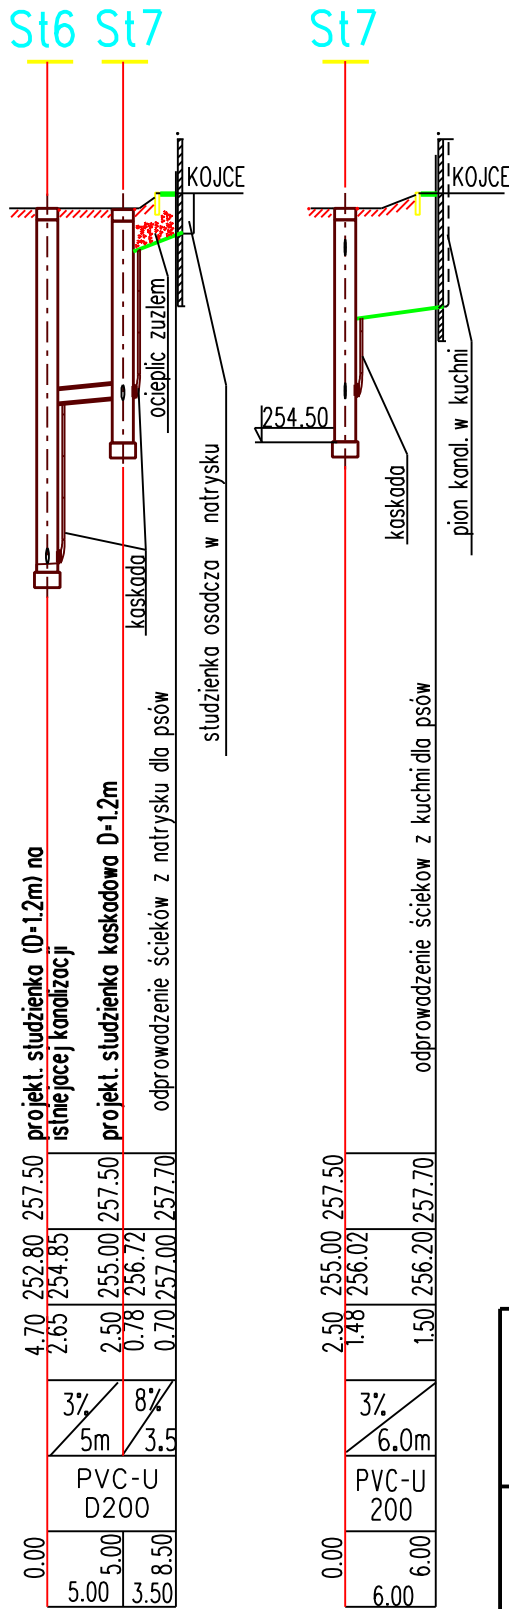 St6 St7 St7
KOJCE KOJCE
254.50
ocieplic zuzlem
studzienka osadcza w natrysku
kaskada
kaskada
pion kanal. w kuchni
projekt. studzienka (D=1.2m) na
istniejacej kanalizacji
projekt. studzienka kaskadowa D=1.2m
odprowadzenie ścieków z natrysku dla psów
odprowadzenie ściekow z kuchni dla psów
257.50 257.50 257.70 257.50 257.70
252.80 254.85 255.00 256.72 257.00 255.00 256.02 256.20
4.70 2.65 2.50 0.78 0.70 2.50 1.48 1.50
3% 8% 3%
5m 3.5 6.0m
PVC-U PVC-U
D200 200
0.00 5.00 8.50 0.00 6.00
5.00 3.50 6.00